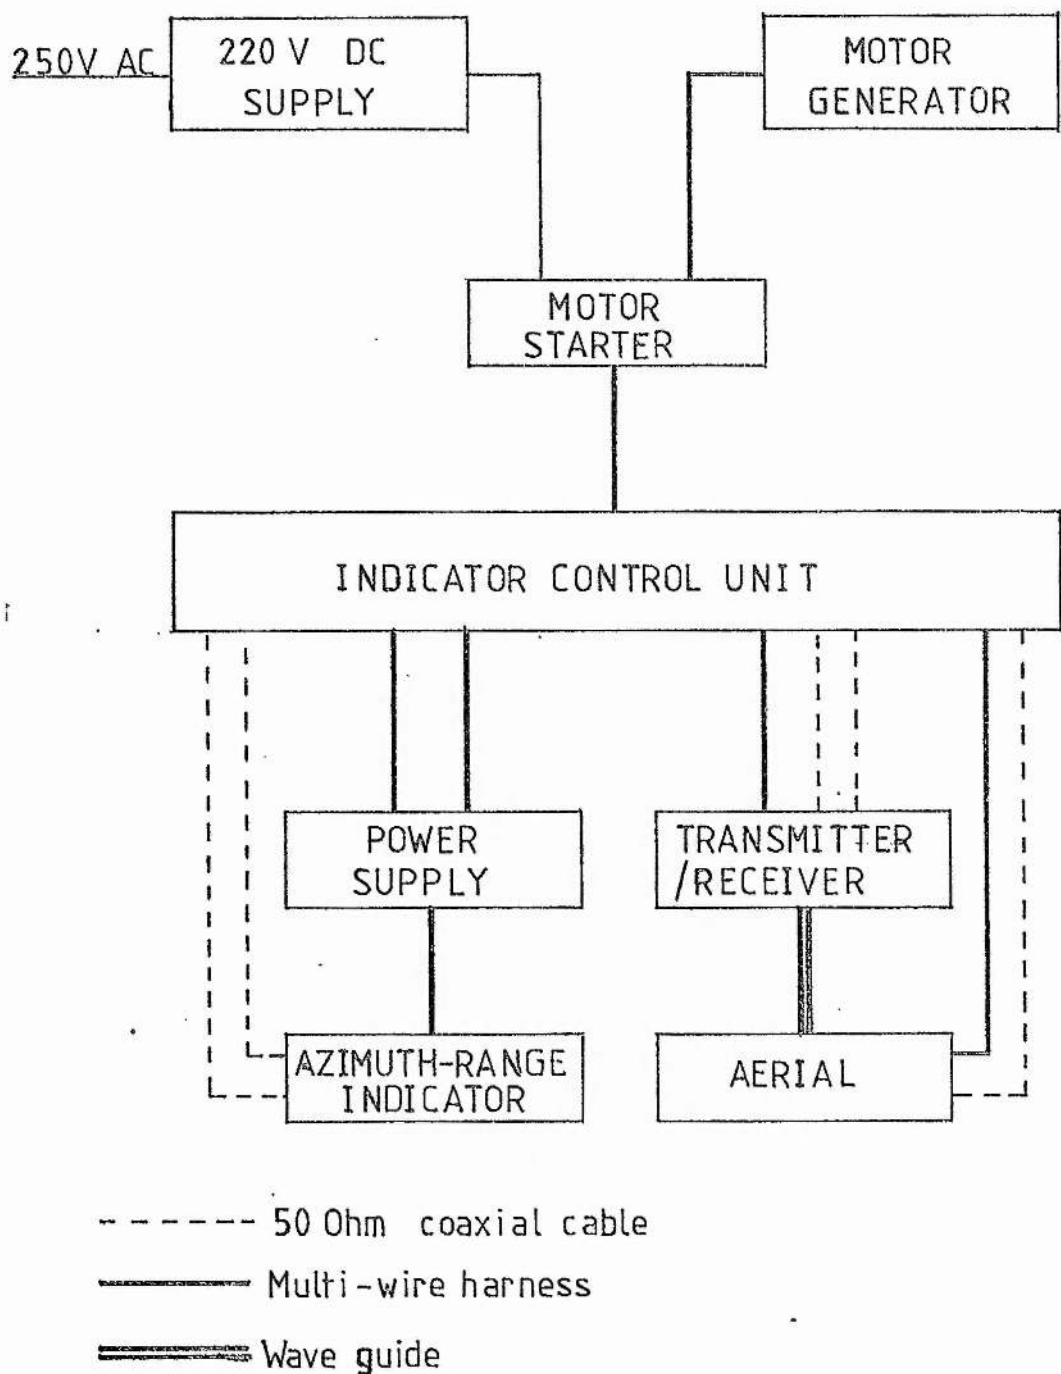 250V AC
220 V DC
SUPPLY
MOTOR
GENERATOR
MOTOR
STARTER
INDICATOR CONTROL UNIT
POWER
SUPPLY
TRANSMITTER
/RECEIVER
AZIMUTH-RANGE
INDICATOR
AERIAL
50 Ohm coaxial cable
Multi-wire harness
Wave guide